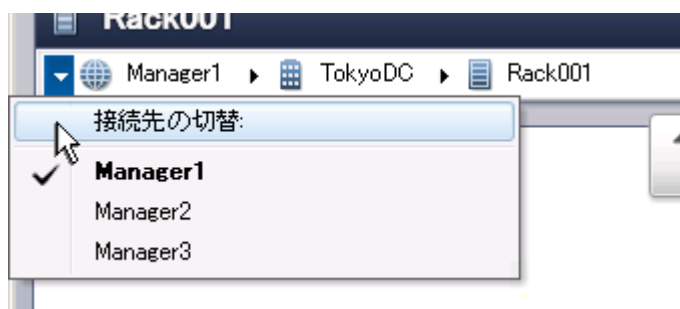 Rack001
Manager1 TokyoDC Rack001
接続先の切替:
Manager1
Manager2
Manager3